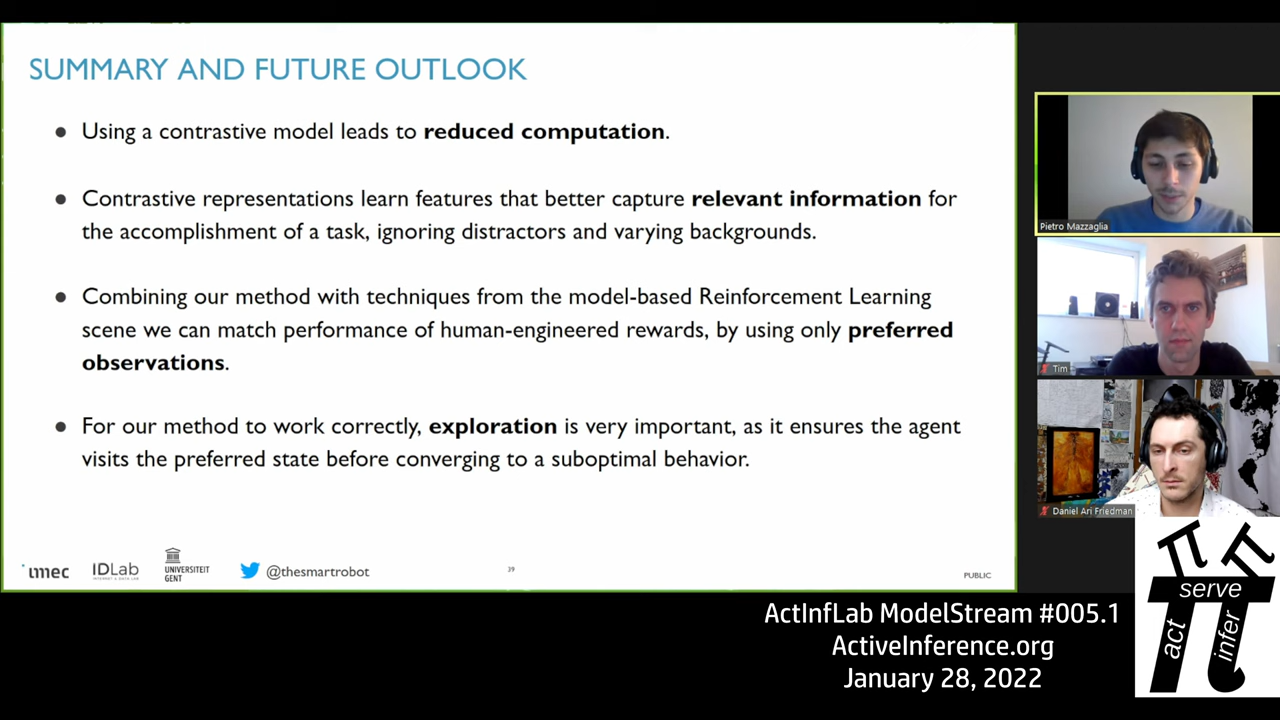 SUMMARY AND FUTURE OUTLOOK
● Using a contrastive model leads to reduced computation.
● Contrastive representations learn features that better capture relevant information for
the accomplishment of a task, ignoring distractors and varying backgrounds.
● Combining our method with techniques from the model-based Reinforcement Learning
scene we can match performance of human-engineered rewards, by using only preferred
observations.
● For our method to work correctly, exploration is very important, as it ensures the agent
visits the preferred state before converging to a suboptimal behavior.
imec
IDLab
INTERNET & DATA LAB
UNIVERSITEIT
GENT
@thesmartrobot
39
PUBLIC
Pietro Mazzaglia
Tim
Daniel Ari Friedman
ActInfLab ModelStream #005.1
ActiveInference.org
January 28, 2022
serve
act
infer